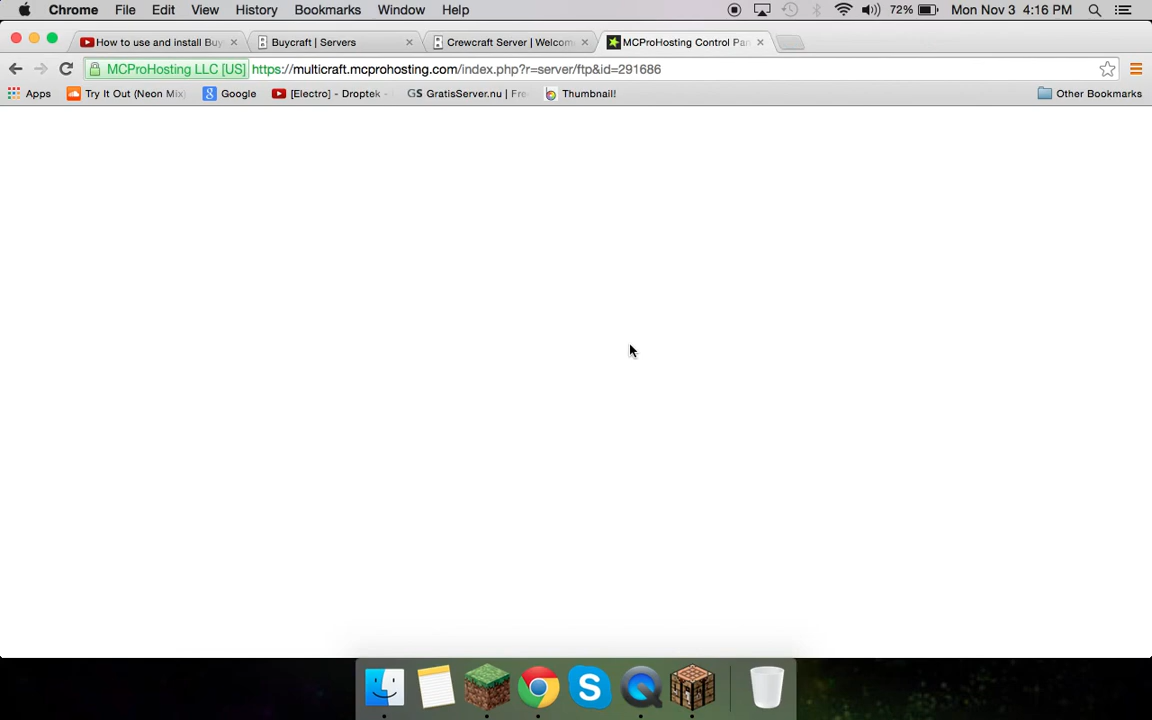 Chrome File Edit View History Bookmarks Window Help 72% Mon Nov 3 4:16 PM
How to use and install Buy Buycraft | Servers Crewcraft Server | Welcom MCProHosting Control Pan
MCProHosting LLC [US] https://multicraft.mcprohosting.com/index.php?r=server/ftp&id=291686
Apps Try It Out (Neon Mix) Google [Electro] - Droptek - GS GratisServer.nu | Fre Thumbnail! Other Bookmarks